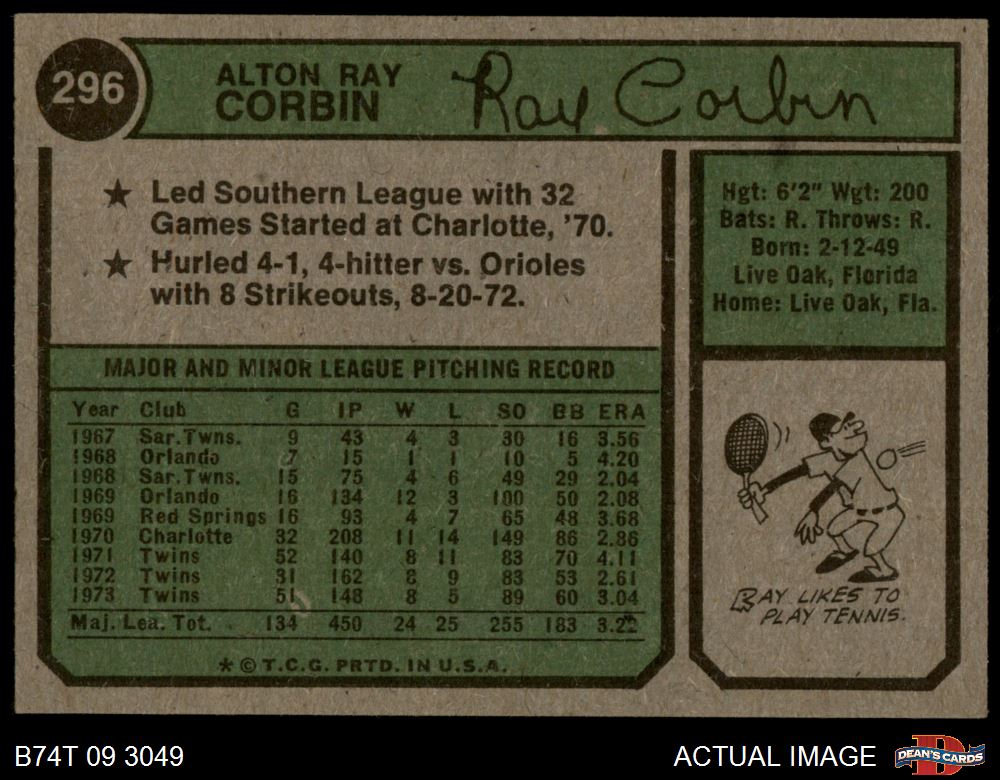 296
ALTON RAY
CORBIN
Ray Corbin
★ Led Southern League with 32
Games Started at Charlotte, '70.
★ Hurled 4-1, 4-hitter vs. Orioles
with 8 Strikeouts, 8-20-72.
Hgt: 6'2" Wgt: 200
Bats: R. Throws: R.
Born: 2-12-49
Live Oak, Florida
Home: Live Oak, Fla.
MAJOR AND MINOR LEAGUE PITCHING RECORD
Year Club G IP W L SO BB ERA
1967 Sar. Twns. 9 43 4 3 30 16 3.56
1968 Orlando 7 15 1 1 10 5 4.20
1968 Sar. Twns. 15 75 4 6 49 29 2.04
1969 Orlando 16 134 12 3 100 50 2.08
1969 Red Springs 16 93 4 7 65 48 3.68
1970 Charlotte 32 208 11 14 149 86 2.86
1971 Twins 52 140 8 11 83 70 4.11
1972 Twins 31 162 8 9 83 53 2.61
1973 Twins 51 148 8 5 89 60 3.04
Maj. Lea. Tot. 134 450 24 25 255 183 3.22
RAY LIKES TO
PLAY TENNIS.
* © T.C.G. PRTD. IN U.S.A.
B74T 09 3049
ACTUAL IMAGE
D
DEAN'S CARDS